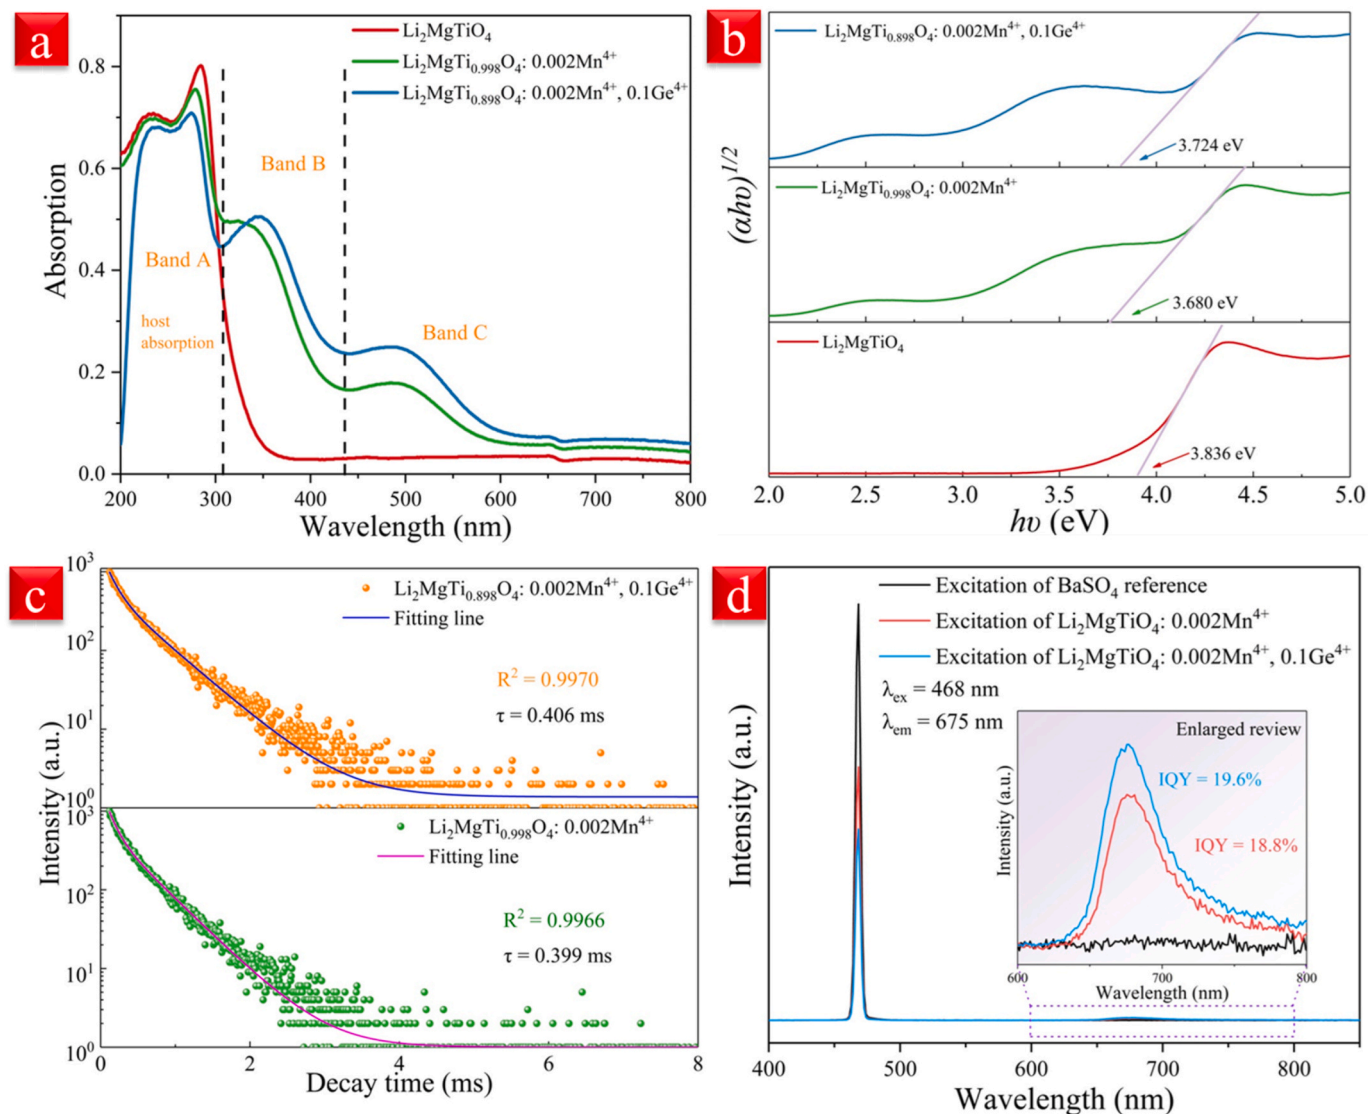 a
Li₂MgTiO₄
Li₂MgTi₀.₉₉₈O₄: 0.002Mn⁴⁺
Li₂MgTi₀.₈₉₈O₄: 0.002Mn⁴⁺, 0.1Ge⁴⁺
Band A
host
absorption
Band B
Band C
Absorption
0.8
0.6
0.4
0.2
0.0
200 300 400 500 600 700 800
Wavelength (nm)
b
Li₂MgTi₀.₈₉₈O₄: 0.002Mn⁴⁺, 0.1Ge⁴⁺
3.724 eV
Li₂MgTi₀.₉₉₈O₄: 0.002Mn⁴⁺
3.680 eV
Li₂MgTiO₄
3.836 eV
(αhυ)¹/²
2.0 2.5 3.0 3.5 4.0 4.5 5.0
hυ (eV)
c
Li₂MgTi₀.₈₉₈O₄: 0.002Mn⁴⁺, 0.1Ge⁴⁺
Fitting line
R² = 0.9970
τ = 0.406 ms
10³
10²
10¹
10⁰
Li₂MgTi₀.₉₉₈O₄: 0.002Mn⁴⁺
Fitting line
R² = 0.9966
τ = 0.399 ms
10³
10²
10¹
10⁰
Intensity (a.u.)
0 2 4 6 8
Decay time (ms)
d
Excitation of BaSO₄ reference
Excitation of Li₂MgTiO₄: 0.002Mn⁴⁺
Excitation of Li₂MgTiO₄: 0.002Mn⁴⁺, 0.1Ge⁴⁺
λₑₓ = 468 nm
λₑₘ = 675 nm
Enlarged review
IQY = 19.6%
IQY = 18.8%
Intensity (a.u.)
600 700 800
Wavelength (nm)
Intensity (a.u.)
400 500 600 700 800
Wavelength (nm)